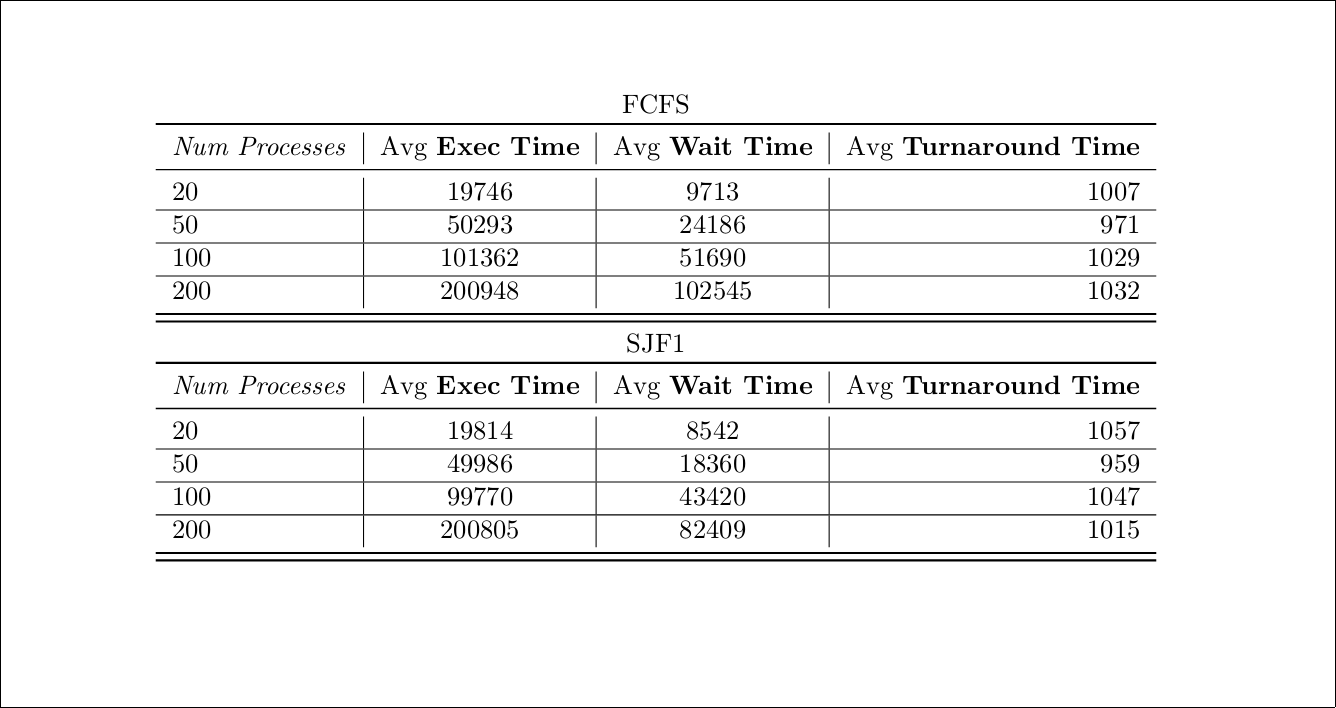 FCFS
Num Processes Avg Exec Time Avg Wait Time Avg Turnaround Time
20 19746 9713 1007
50 50293 24186 971
100 101362 51690 1029
200 200948 102545 1032
SJF1
Num Processes Avg Exec Time Avg Wait Time Avg Turnaround Time
20 19814 8542 1057
50 49986 18360 959
100 99770 43420 1047
200 200805 82409 1015